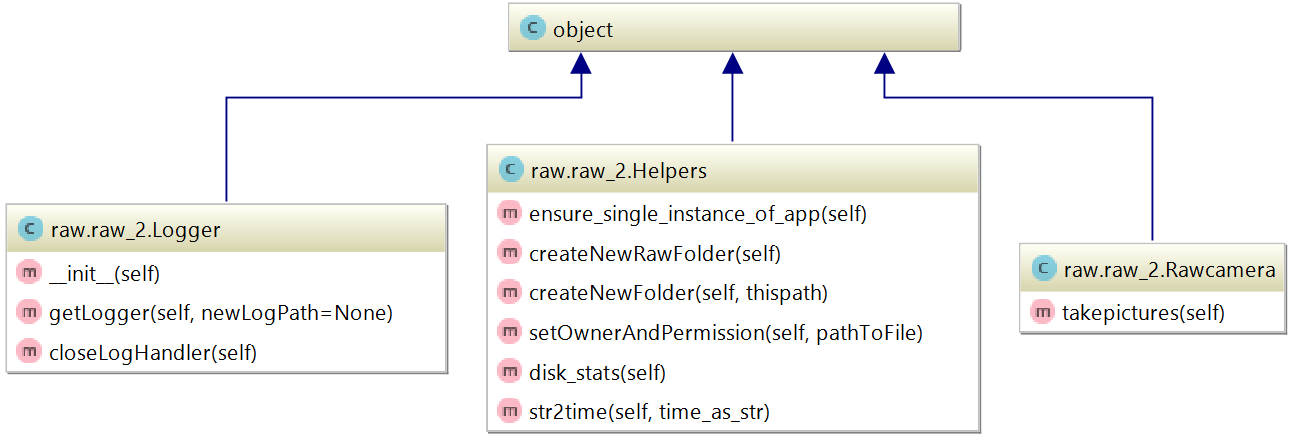 C object
C raw.raw_2.Logger
m __init__(self)
m getLogger(self, newLogPath=None)
m closeLogHandler(self)
C raw.raw_2.Helpers
m ensure_single_instance_of_app(self)
m createNewRawFolder(self)
m createNewFolder(self, thispath)
m setOwnerAndPermission(self, pathToFile)
m disk_stats(self)
m str2time(self, time_as_str)
C raw.raw_2.Rawcamera
m takepictures(self)